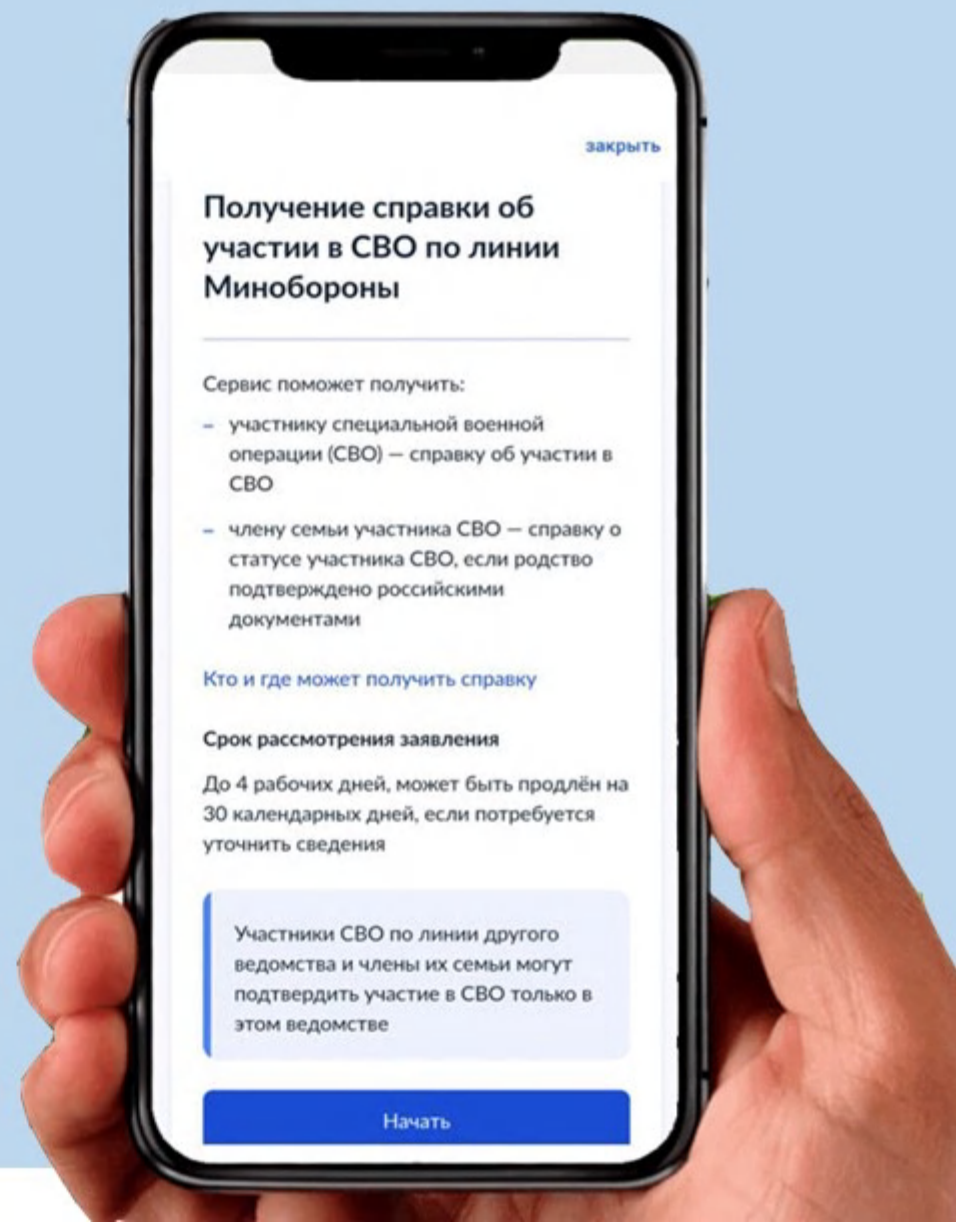 закрыть
Получение справки об
участии в СВО по линии
Минобороны
Сервис поможет получить:
– участнику специальной военной
операции (СВО) — справку об участии в
СВО
– члену семьи участника СВО — справку о
статусе участника СВО, если родство
подтверждено российскими
документами
Кто и где может получить справку
Срок рассмотрения заявления
До 4 рабочих дней, может быть продлён на
30 календарных дней, если потребуется
уточнить сведения
Участники СВО по линии другого
ведомства и члены их семьи могут
подтвердить участие в СВО только в
этом ведомстве
Начать